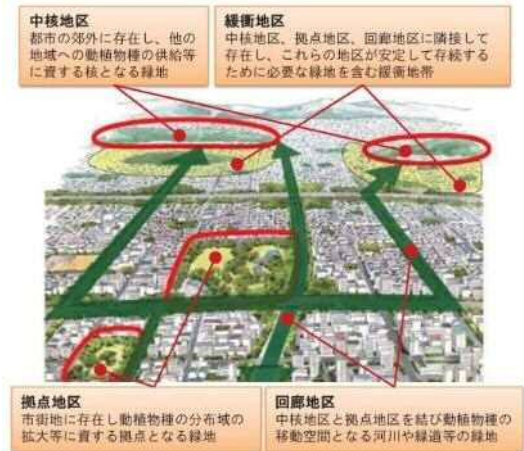 中核地区
都市の郊外に存在し、他の
地域への動植物種の供給等
に資する核となる緑地
緩衝地区
中核地区、拠点地区、回廊地区に隣接して
存在し、これらの地区が安定して存続する
ために必要な緑地を含む緩衝地帯
拠点地区
市街地に存在し動植物種の分布域の
拡大等に資する拠点となる緑地
回廊地区
中核地区と拠点地区を結び動植物種の
移動空間となる河川や緑道等の緑地